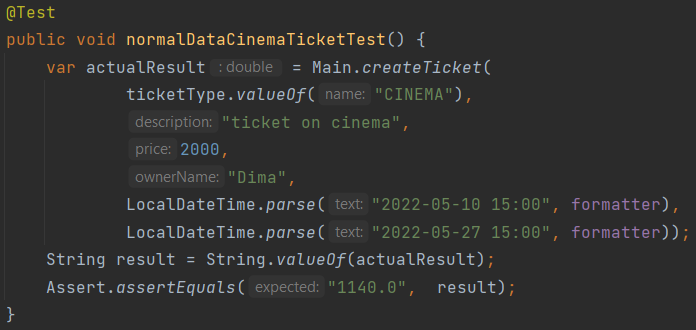 @Test
public void normalDataCinemaTicketTest() {
var actualResult : double = Main.createTicket(
ticketType.valueOf( name: "CINEMA"),
description: "ticket on cinema",
price: 2000,
ownerName: "Dima",
LocalDateTime.parse( text: "2022-05-10 15:00", formatter),
LocalDateTime.parse( text: "2022-05-27 15:00", formatter));
String result = String.valueOf(actualResult);
Assert.assertEquals( expected: "1140.0", result);
}